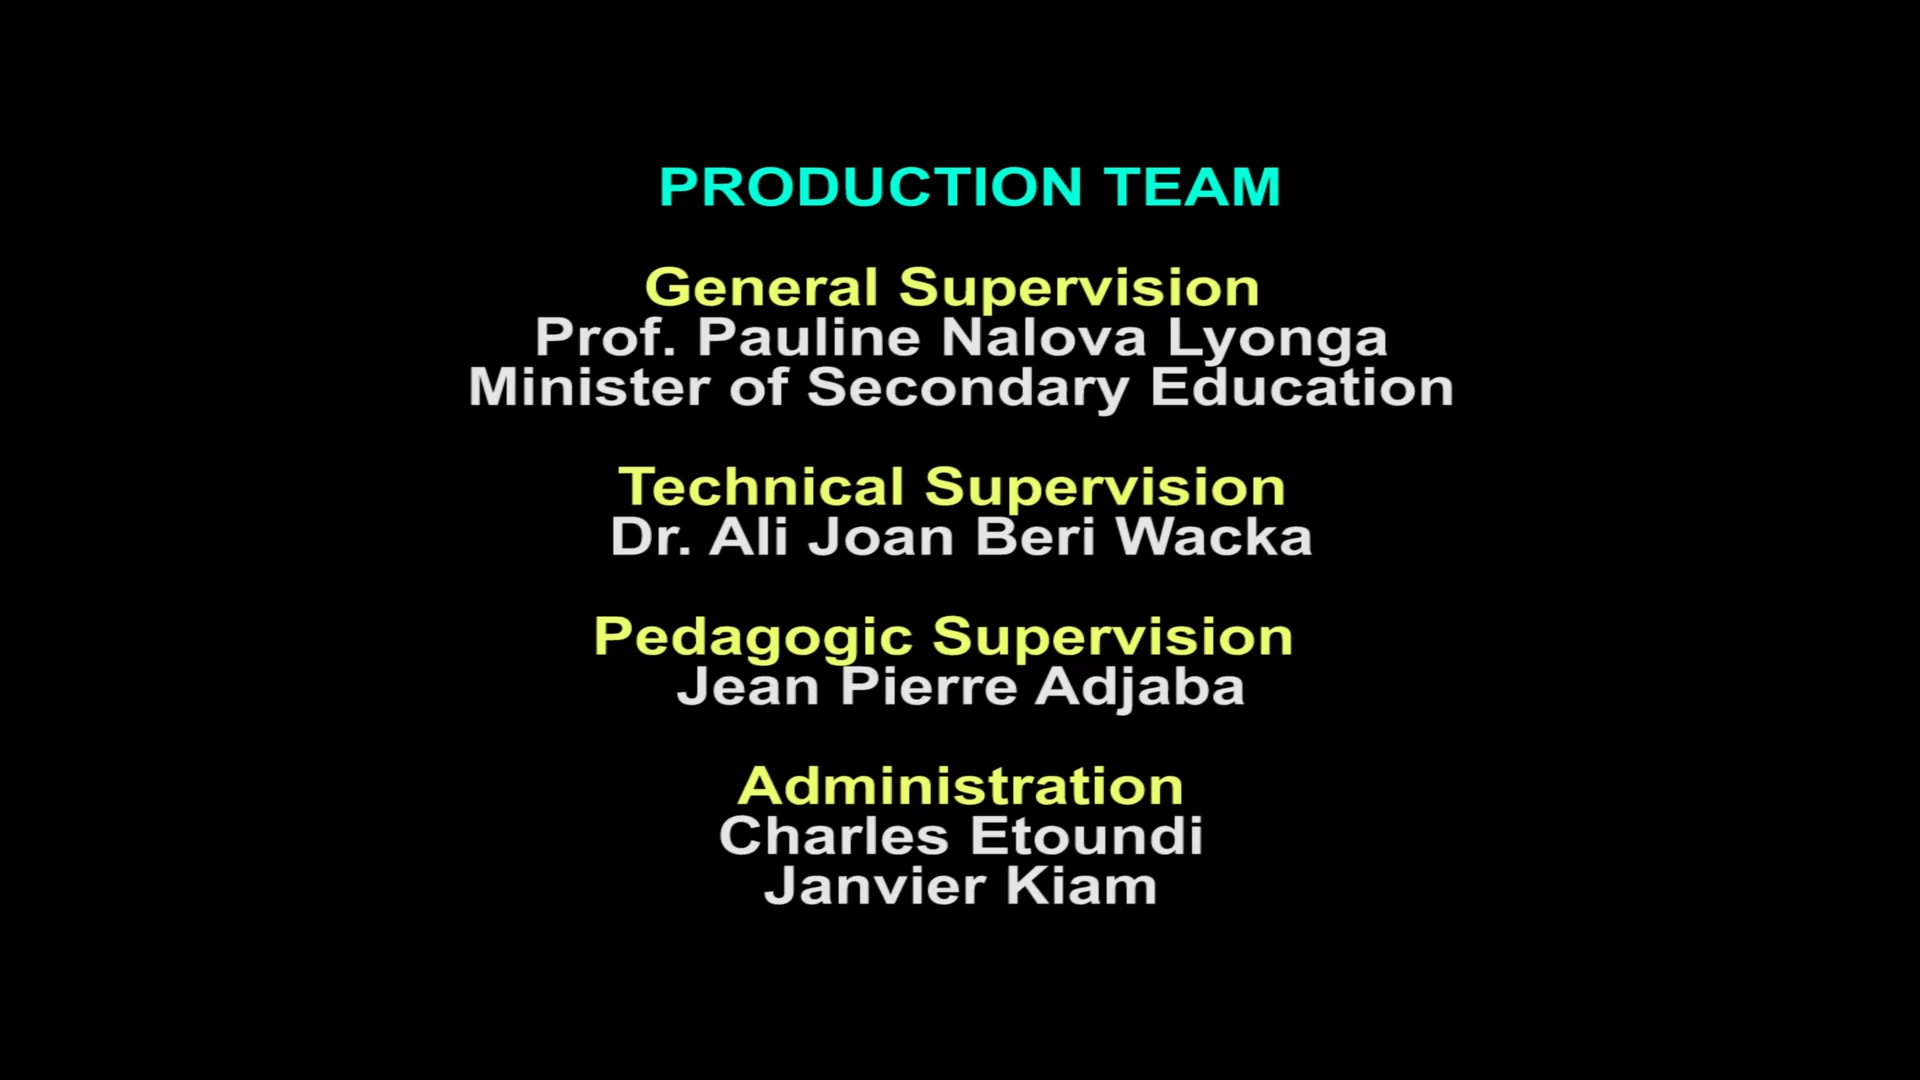 PRODUCTION TEAM
General Supervision
Prof. Pauline Nalova Lyonga
Minister of Secondary Education
Technical Supervision
Dr. Ali Joan Beri Wacka
Pedagogic Supervision
Jean Pierre Adjaba
Administration
Charles Etoundi
Janvier Kiam